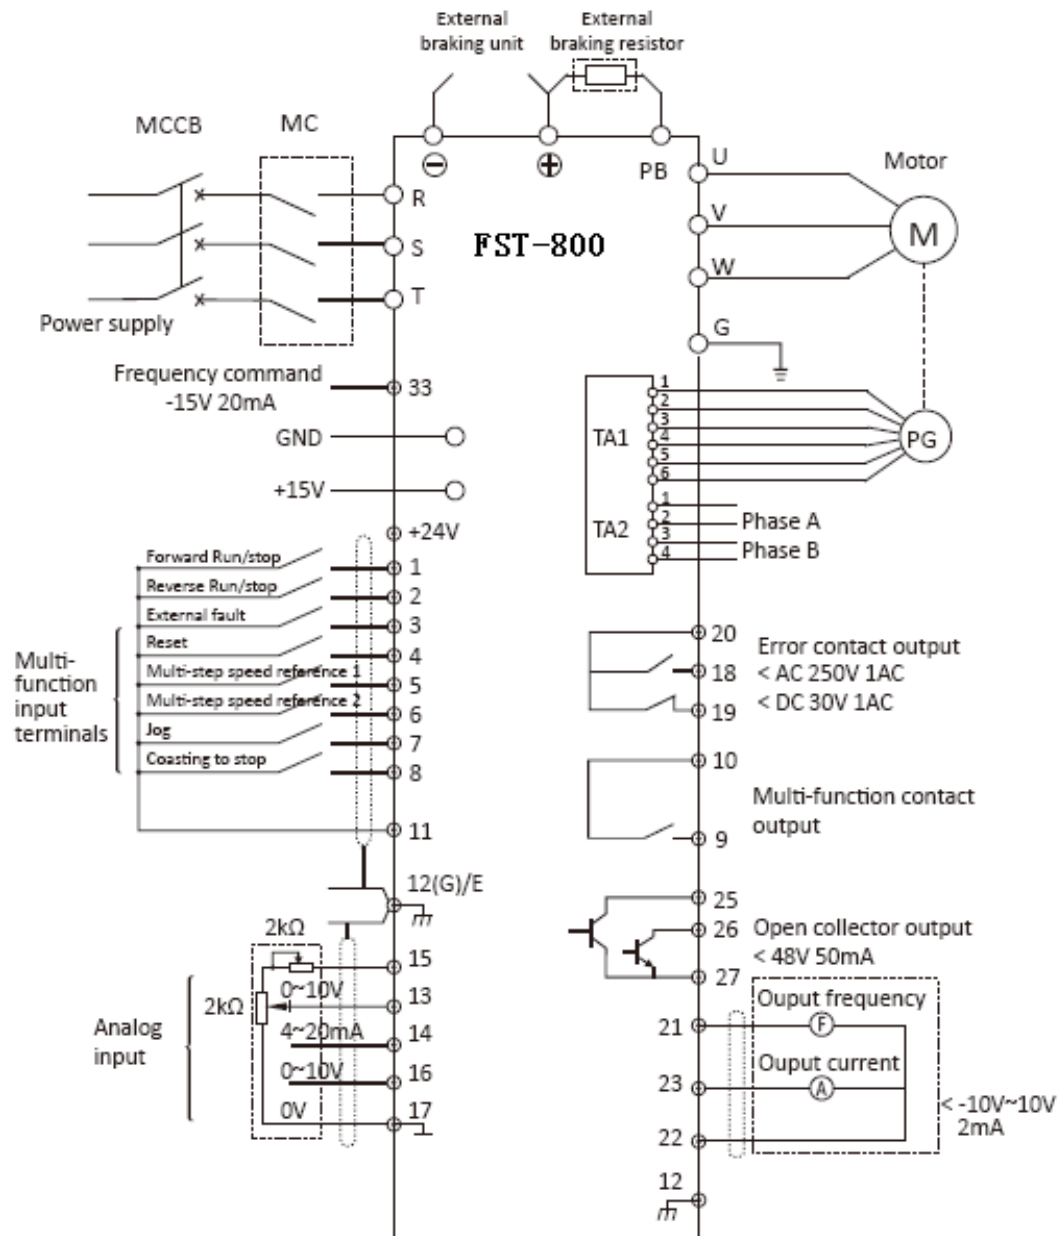 External
braking unit
External
braking resistor
MCCB
MC
PB
U
Motor
R
S
T
FST-800
V
W
M
Power supply
G
Frequency command
-15V 20mA
33
GND
+15V
+24V
TA1
1
2
3
4
5
6
PG
TA2
1
2
3
4
Phase A
Phase B
Forward Run/stop
1
Reverse Run/stop
2
External fault
3
Reset
4
Multi-step speed reference 1
5
Multi-step speed reference 2
6
Jog
7
Coasting to stop
8
Multi-
function
input
terminals
11
12(G)/E
20
18
19
Error contact output
< AC 250V 1AC
< DC 30V 1AC
10
9
Multi-function contact
output
25
26
27
Open collector output
< 48V 50mA
2kΩ
15
2kΩ
0~10V
13
4~20mA
14
0~10V
16
0V
17
Analog
input
21
Ouput frequency
F
23
Ouput current
A
22
< -10V~10V
2mA
12